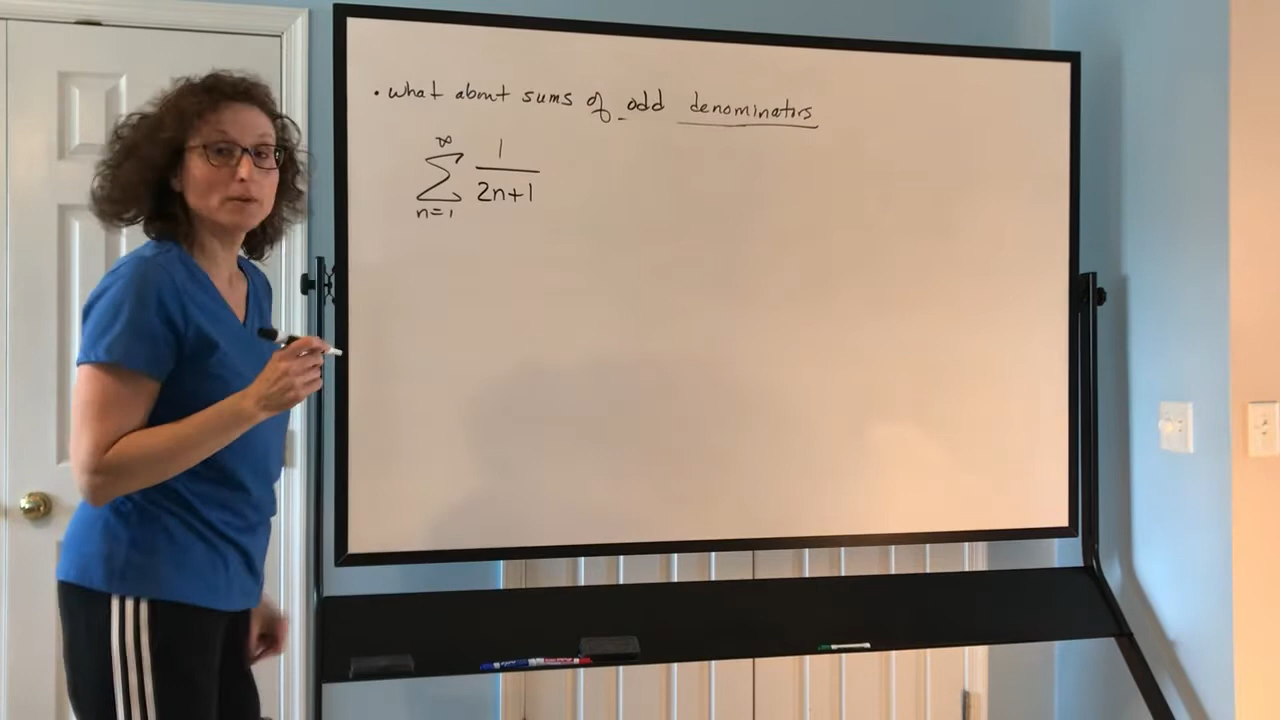 • what about sums of odd denominators
∞
∑ 1/(2n+1)
n=1